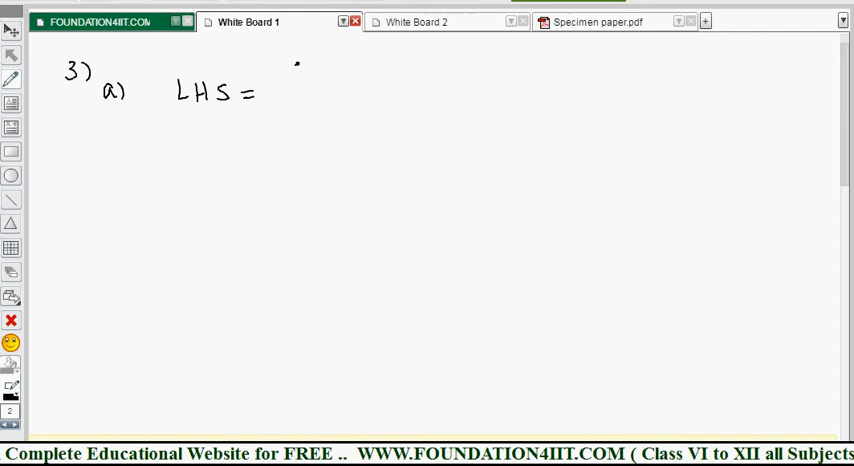 FOUNDATION4IIT.COM White Board 1 White Board 2 Specimen paper.pdf
3)
a) LHS =
2
Complete Educational Website for FREE .. WWW.FOUNDATION4IIT.COM ( Class VI to XII all Subjects